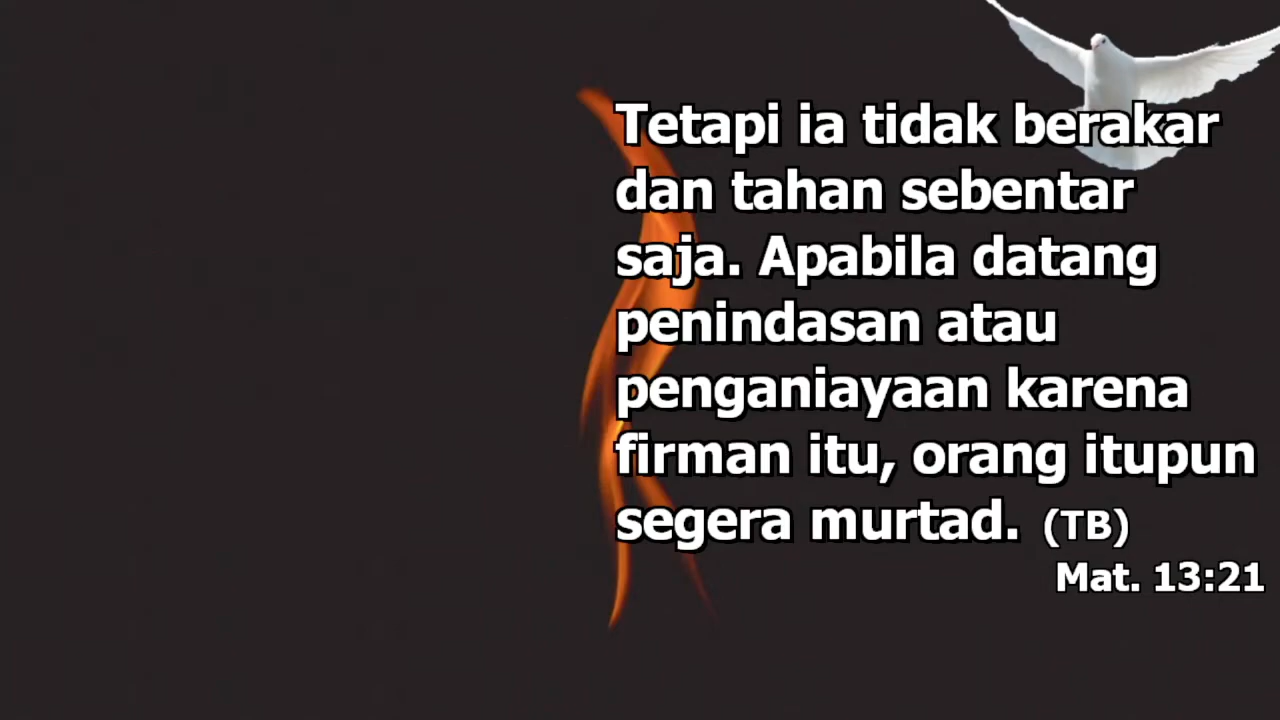 Tetapi ia tidak berakar
dan tahan sebentar
saja. Apabila datang
penindasan atau
penganiayaan karena
firman itu, orang itupun
segera murtad. (TB)
Mat. 13:21